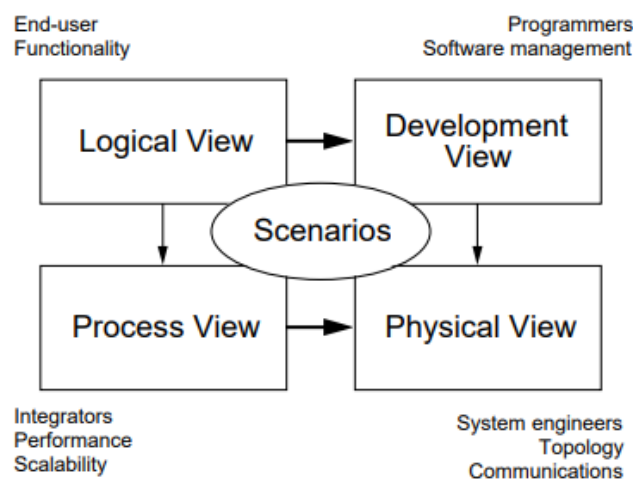 End-user
Functionality
Programmers
Software management
Logical View
Development
View
Scenarios
Process View
Physical View
Integrators
Performance
Scalability
System engineers
Topology
Communications